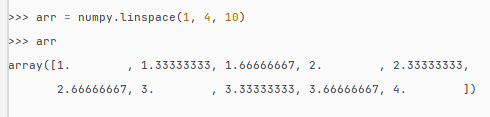 >>> arr = numpy.linspace(1, 4, 10)
>>> arr
array([1.        , 1.33333333, 1.66666667, 2.        , 2.33333333,
       2.66666667, 3.        , 3.33333333, 3.66666667, 4.        ])